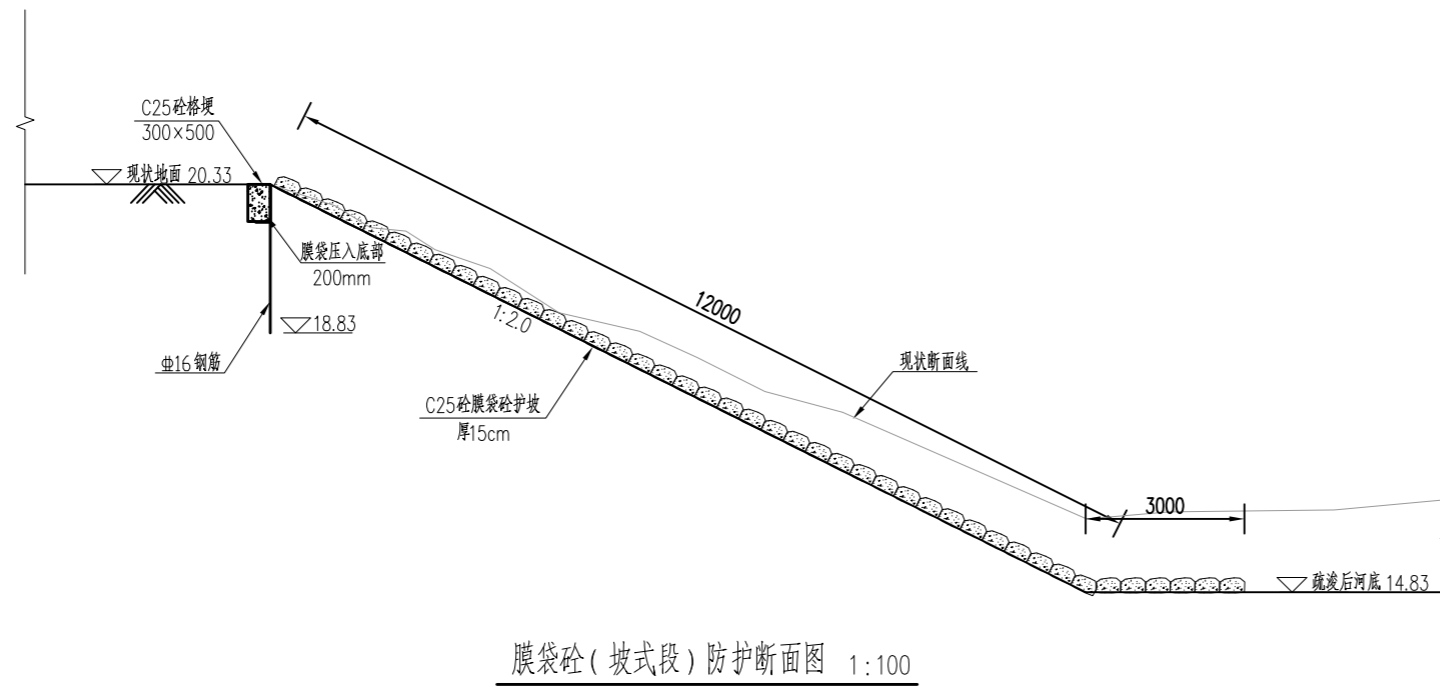 C25砼格埂
300×500
现状地面 20.33
膜袋压入底部
200mm
18.83
Φ16钢筋
1:2.0
12000
C25砼膜袋砼护坡
厚15cm
现状断面线
3000
疏浚后河底 14.83
膜袋砼(坡式段)防护断面图 1:100